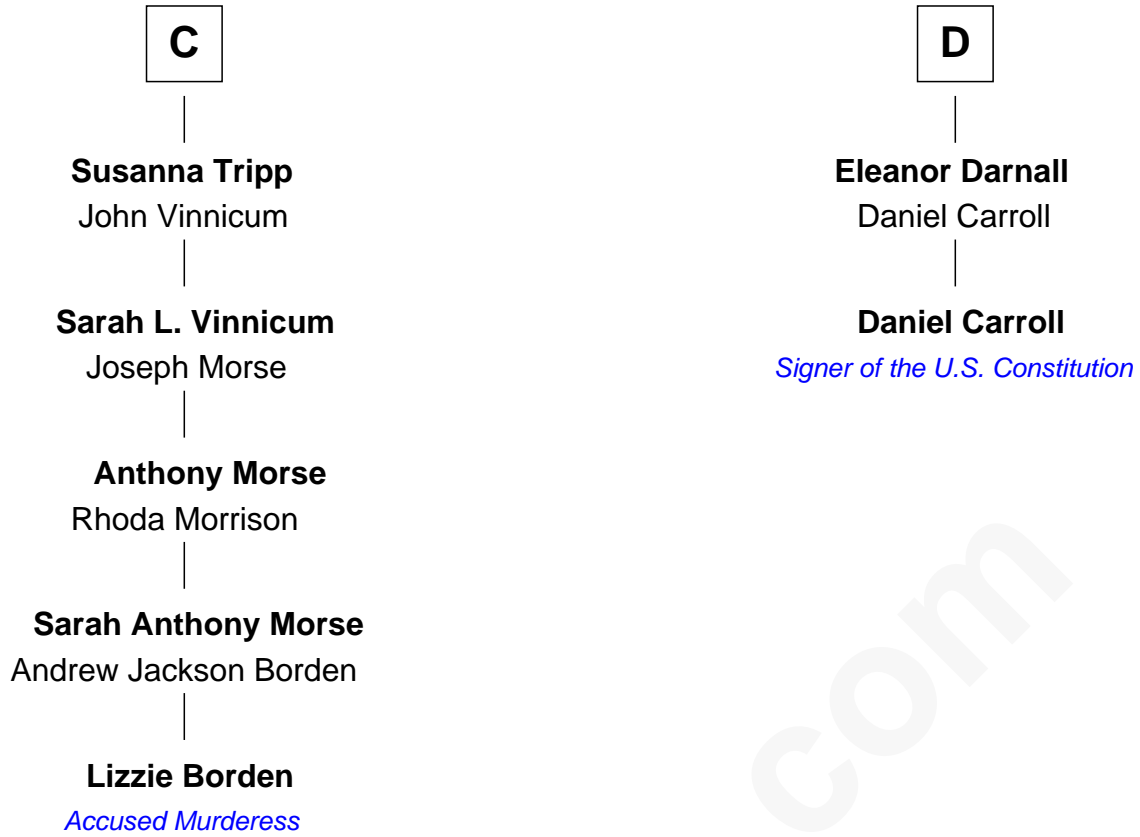 C
Susanna Tripp
John Vinnicum
Sarah L. Vinnicum
Joseph Morse
Anthony Morse
Rhoda Morrison
Sarah Anthony Morse
Andrew Jackson Borden
Lizzie Borden
Accused Murderess
D
Eleanor Darnall
Daniel Carroll
Daniel Carroll
Signer of the U.S. Constitution
com